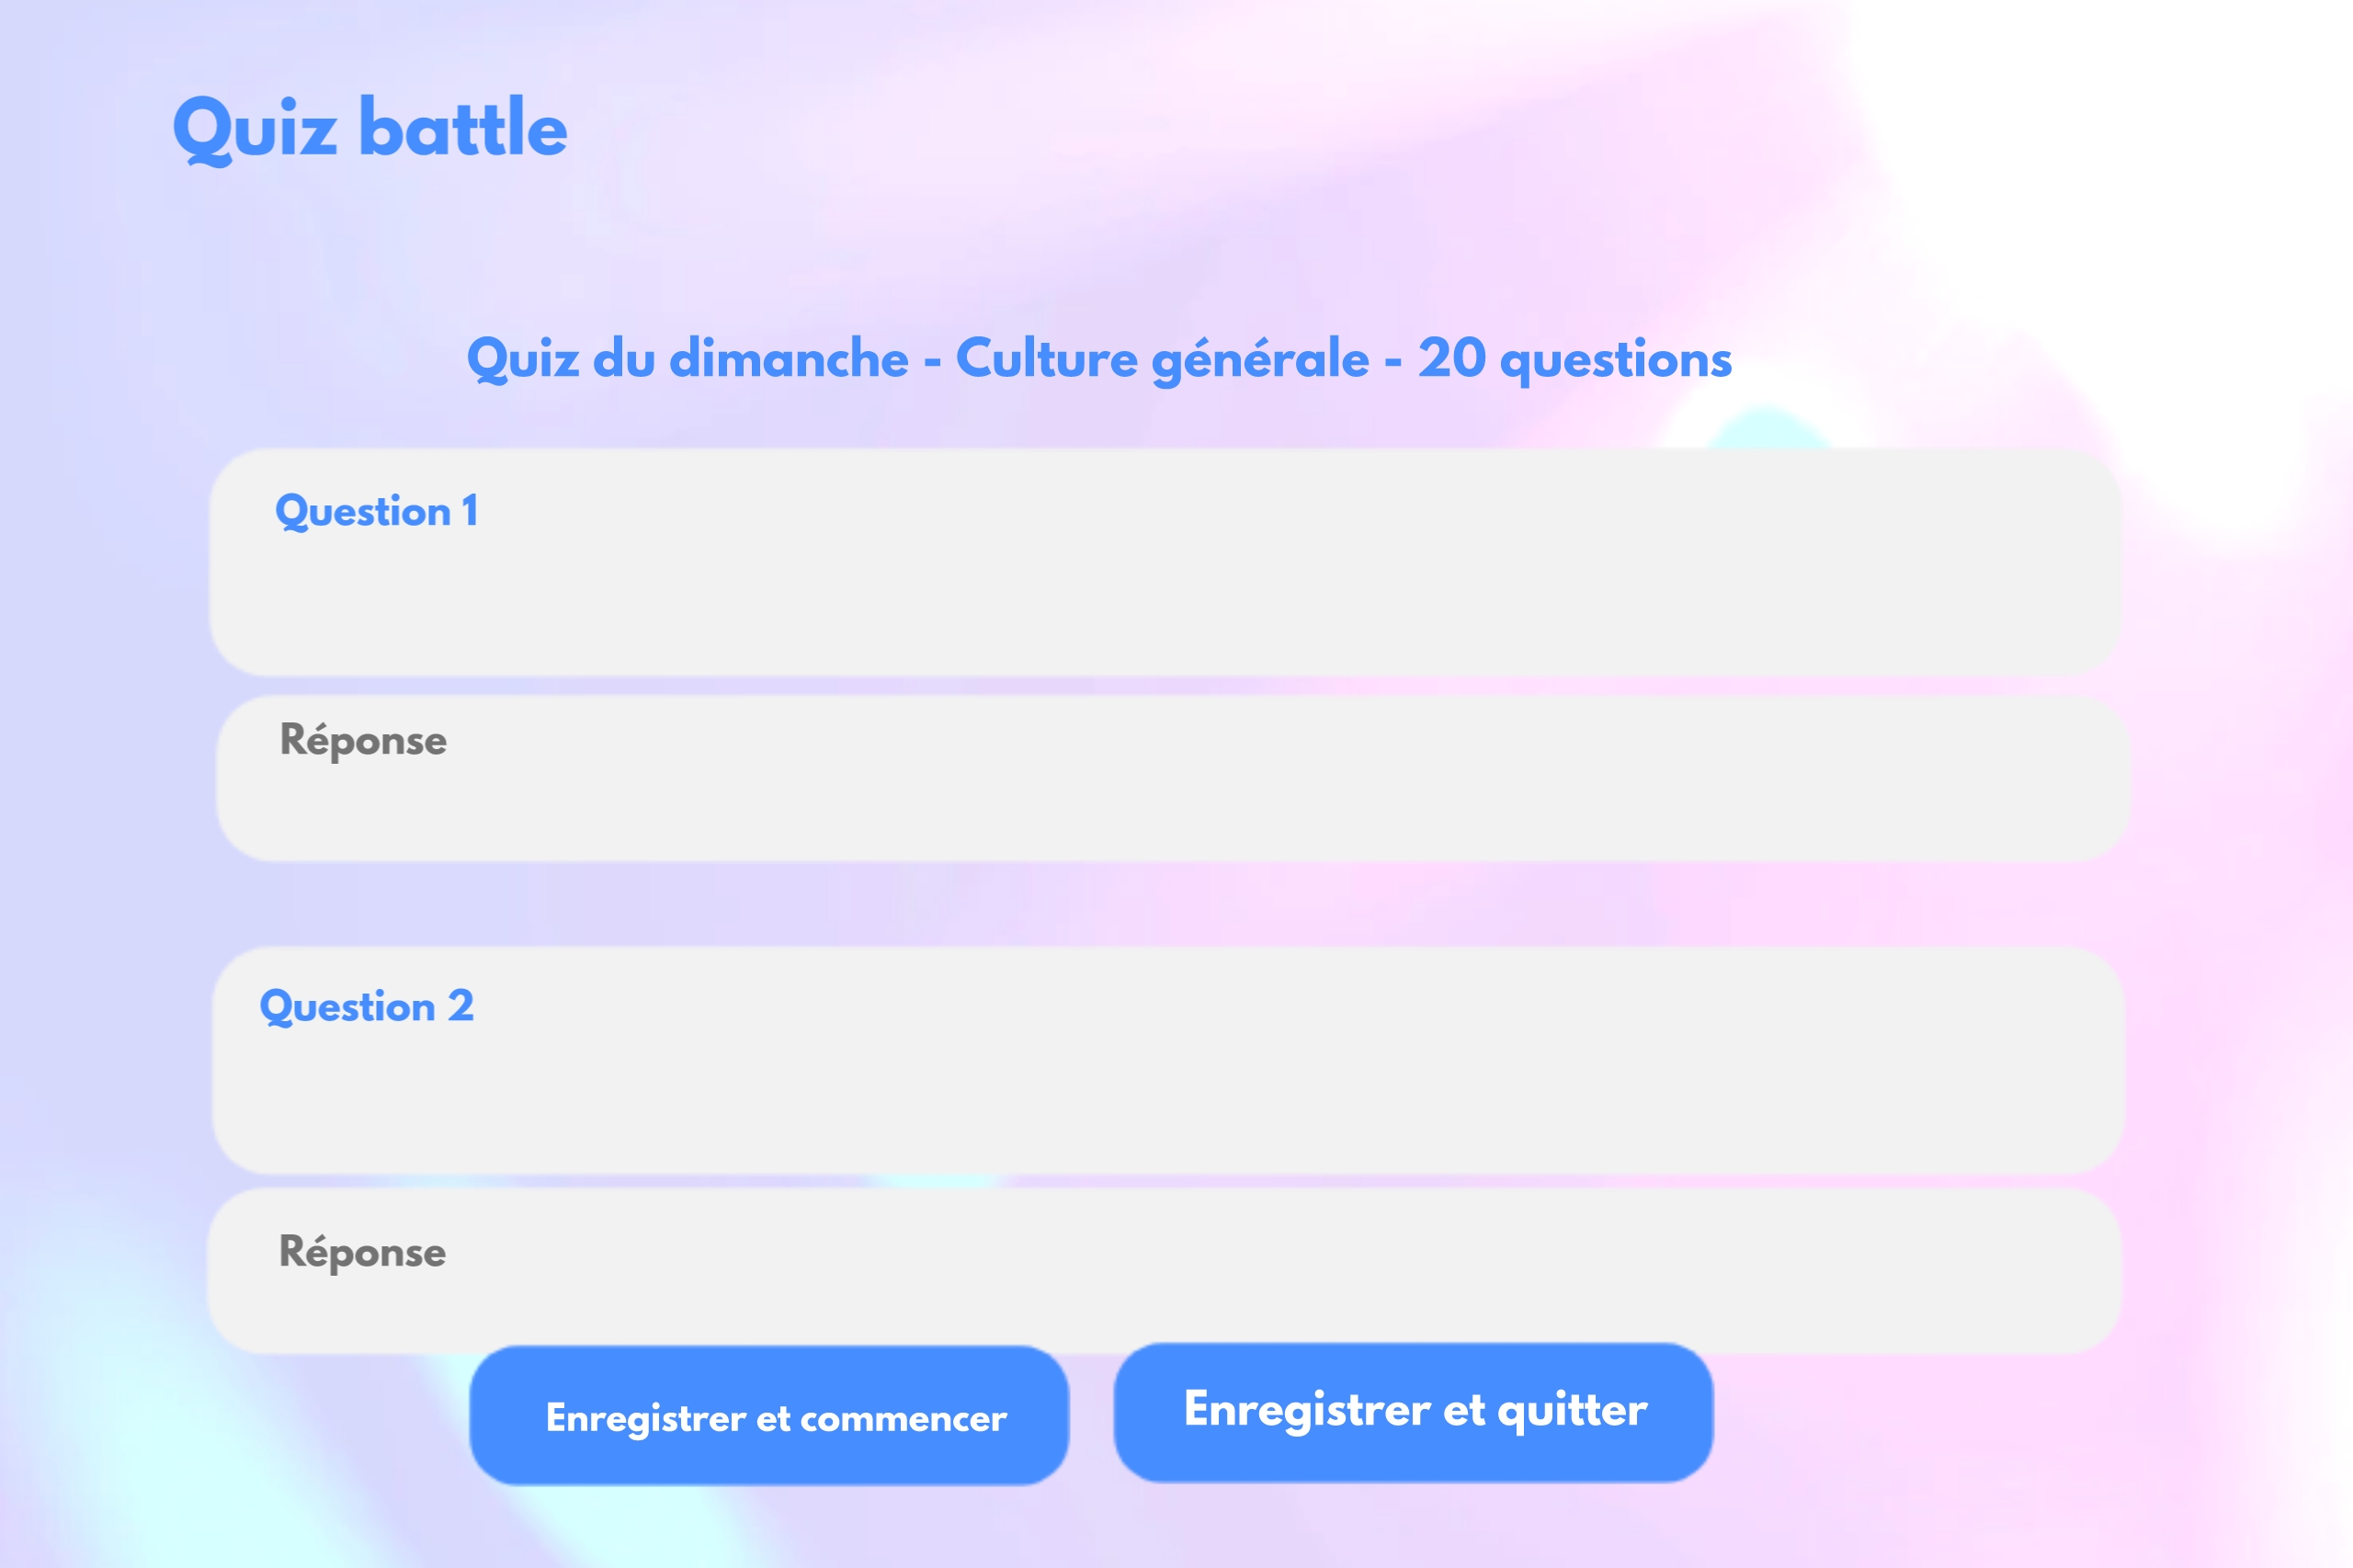 Quiz battle
Quiz du dimanche - Culture générale - 20 questions
Question 1
Réponse
Question 2
Réponse
Enregistrer et commencer
Enregistrer et quitter